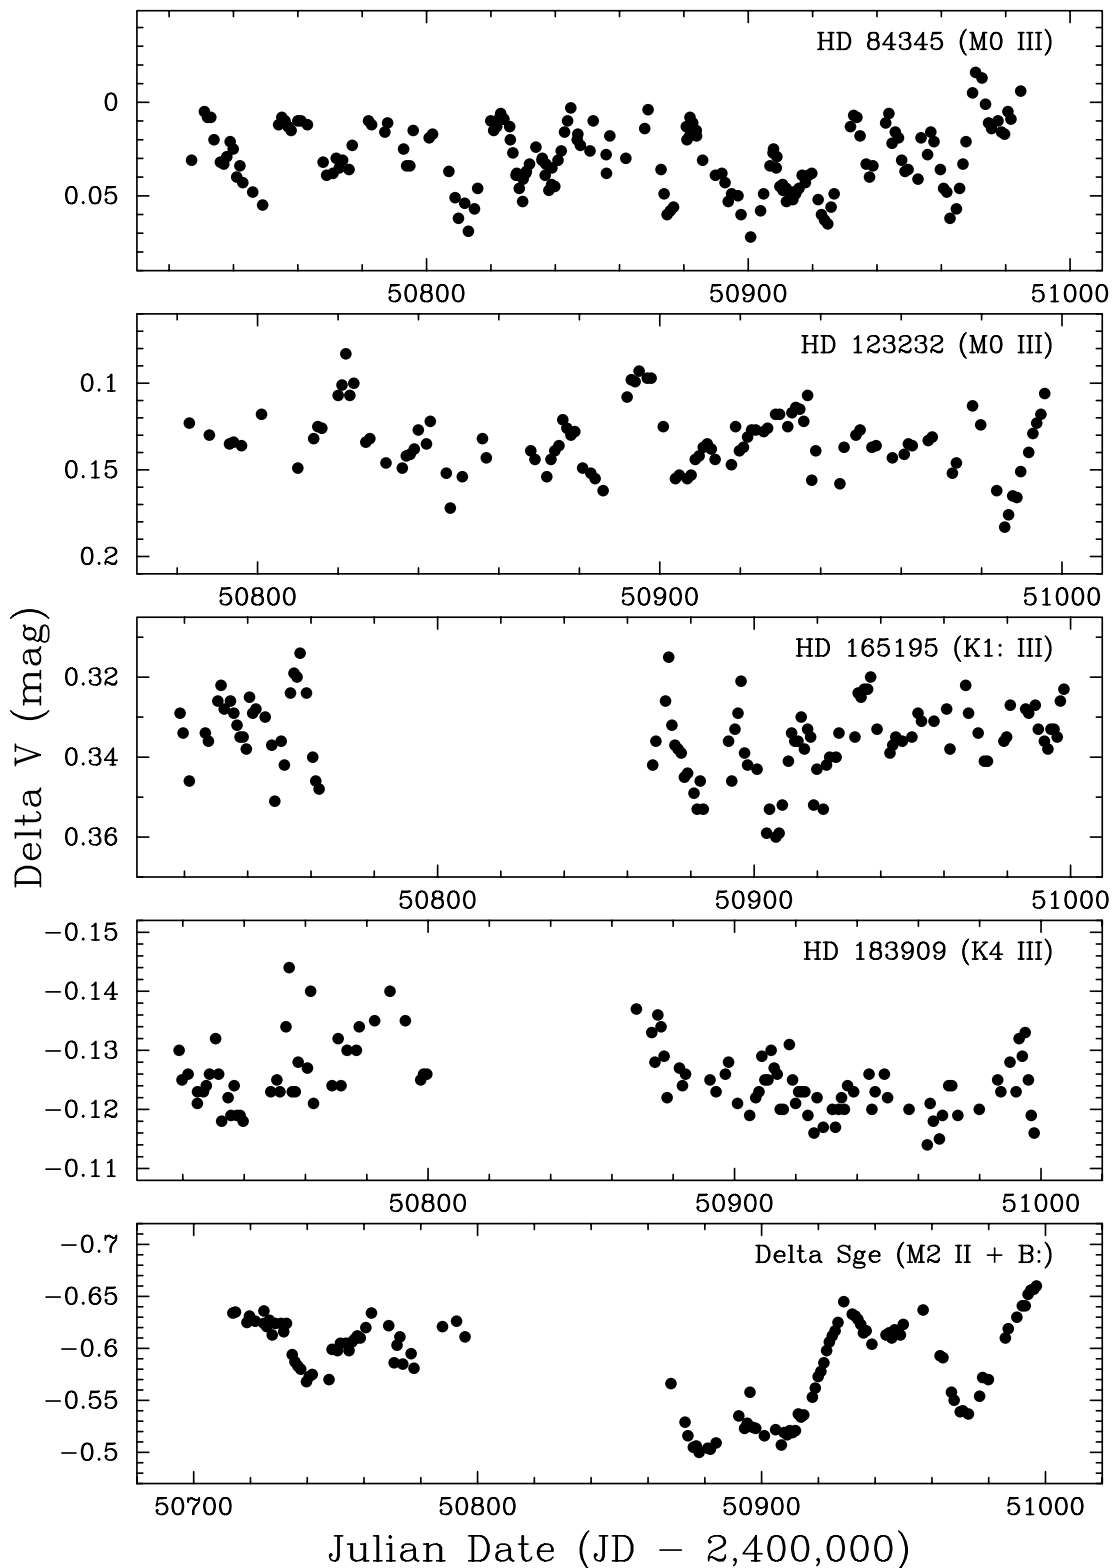 HD 84345 (M0 III)
0
0.05
50800 50900 51000
HD 123232 (M0 III)
0.1
0.15
0.2
50800 50900 51000
HD 165195 (K1: III)
0.32
0.34
0.36
50800 50900 51000
HD 183909 (K4 III)
−0.15
−0.14
−0.13
−0.12
−0.11
50800 50900 51000
Delta Sge (M2 II + B:)
−0.7
−0.65
−0.6
−0.55
−0.5
50700 50800 50900 51000
Delta V (mag)
Julian Date (JD − 2,400,000)